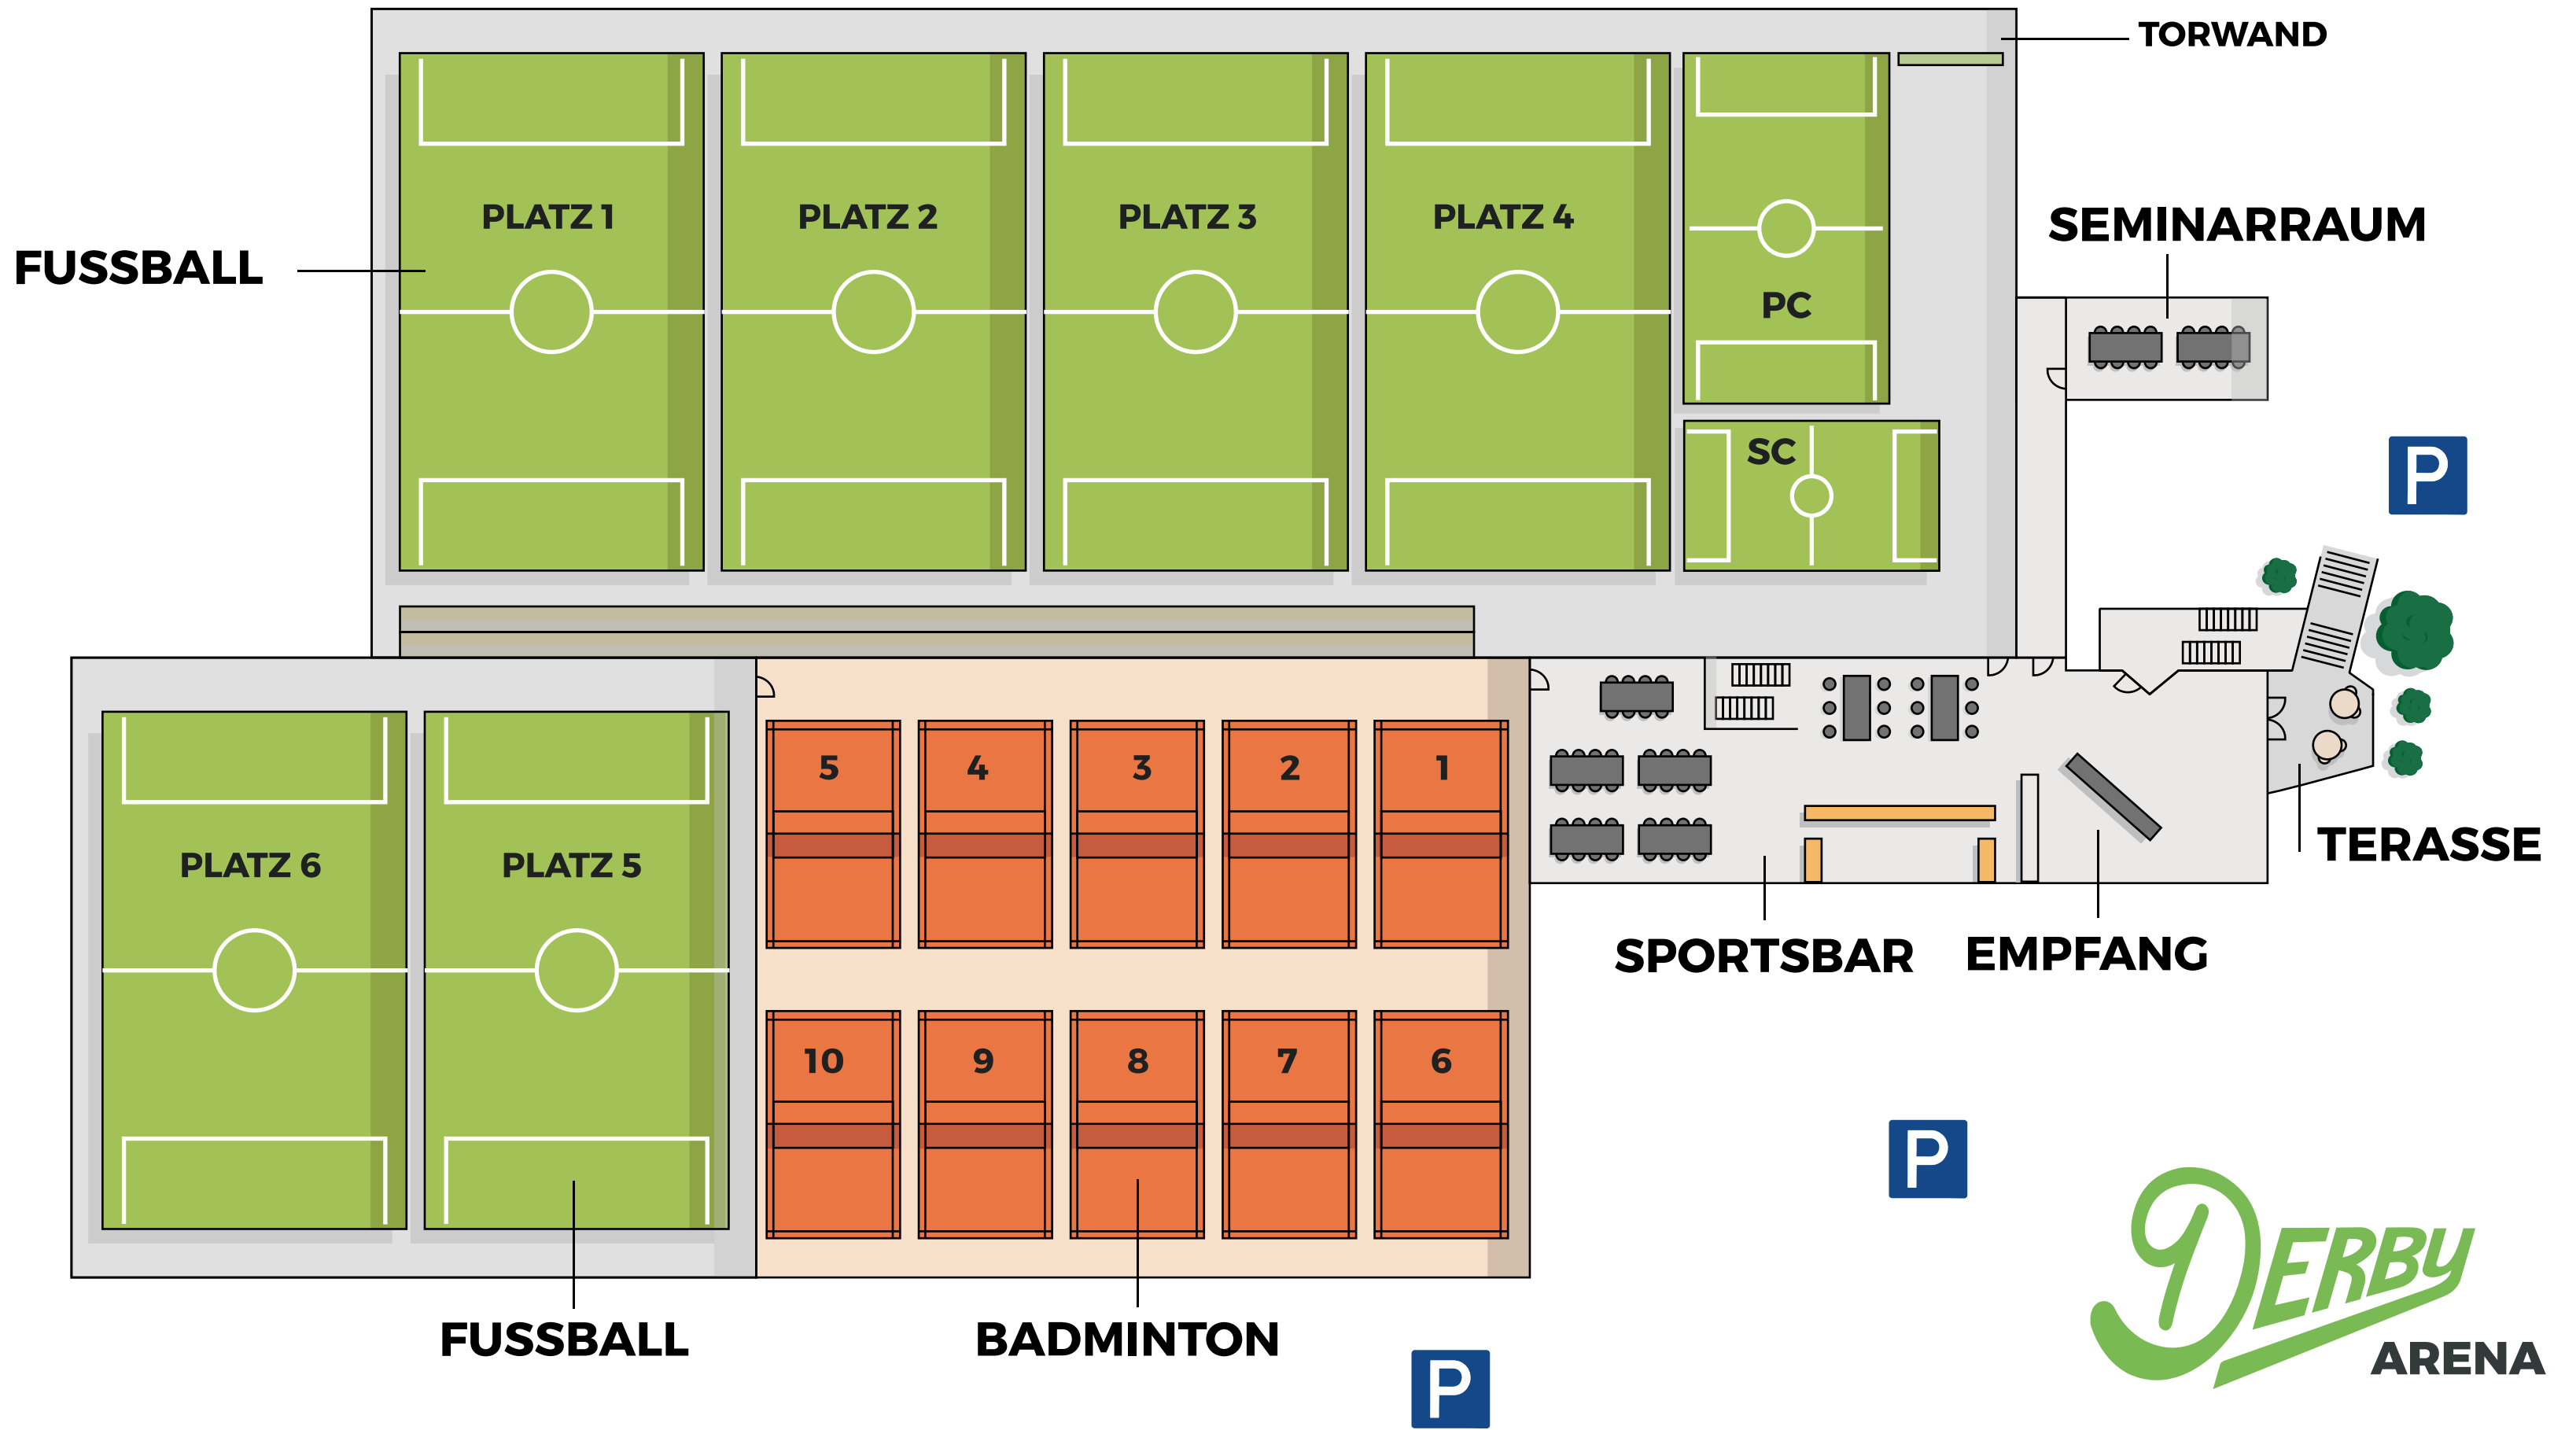 TORWAND
PLATZ 1
PLATZ 2
PLATZ 3
PLATZ 4
SEMINARRAUM
FUSSBALL
PC
SC
P
5
4
3
2
1
PLATZ 6
PLATZ 5
TERASSE
SPORTSBAR
EMPFANG
10
9
8
7
6
P
DERBY
ARENA
FUSSBALL
BADMINTON
P